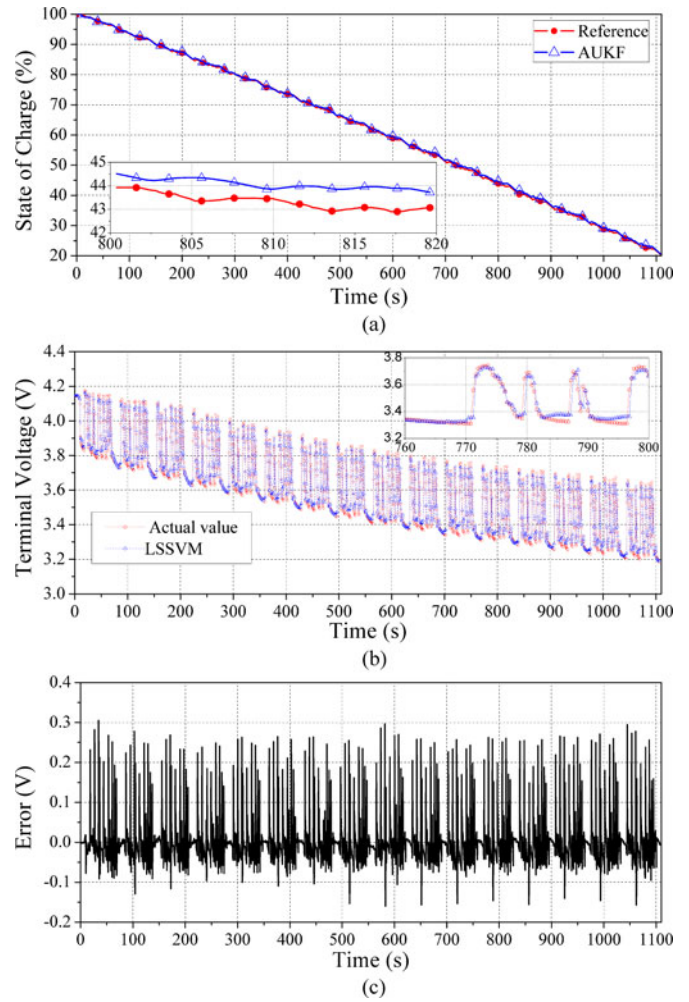 100
90
80
70
60
50
40
30
20
State of Charge (%)
Reference
AUKF
45
44
43
42
800 805 810 815 820
0 100 200 300 400 500 600 700 800 900 1000 1100
Time (s)
(a)
4.4
4.2
4.0
3.8
3.6
3.4
3.2
3.0
Terminal Voltage (V)
3.8
3.6
3.4
3.2
760 770 780 790 800
Actual value
LSSVM
0 100 200 300 400 500 600 700 800 900 1000 1100
Time (s)
(b)
0.4
0.3
0.2
0.1
0.0
-0.1
-0.2
Error (V)
0 100 200 300 400 500 600 700 800 900 1000 1100
Time (s)
(c)